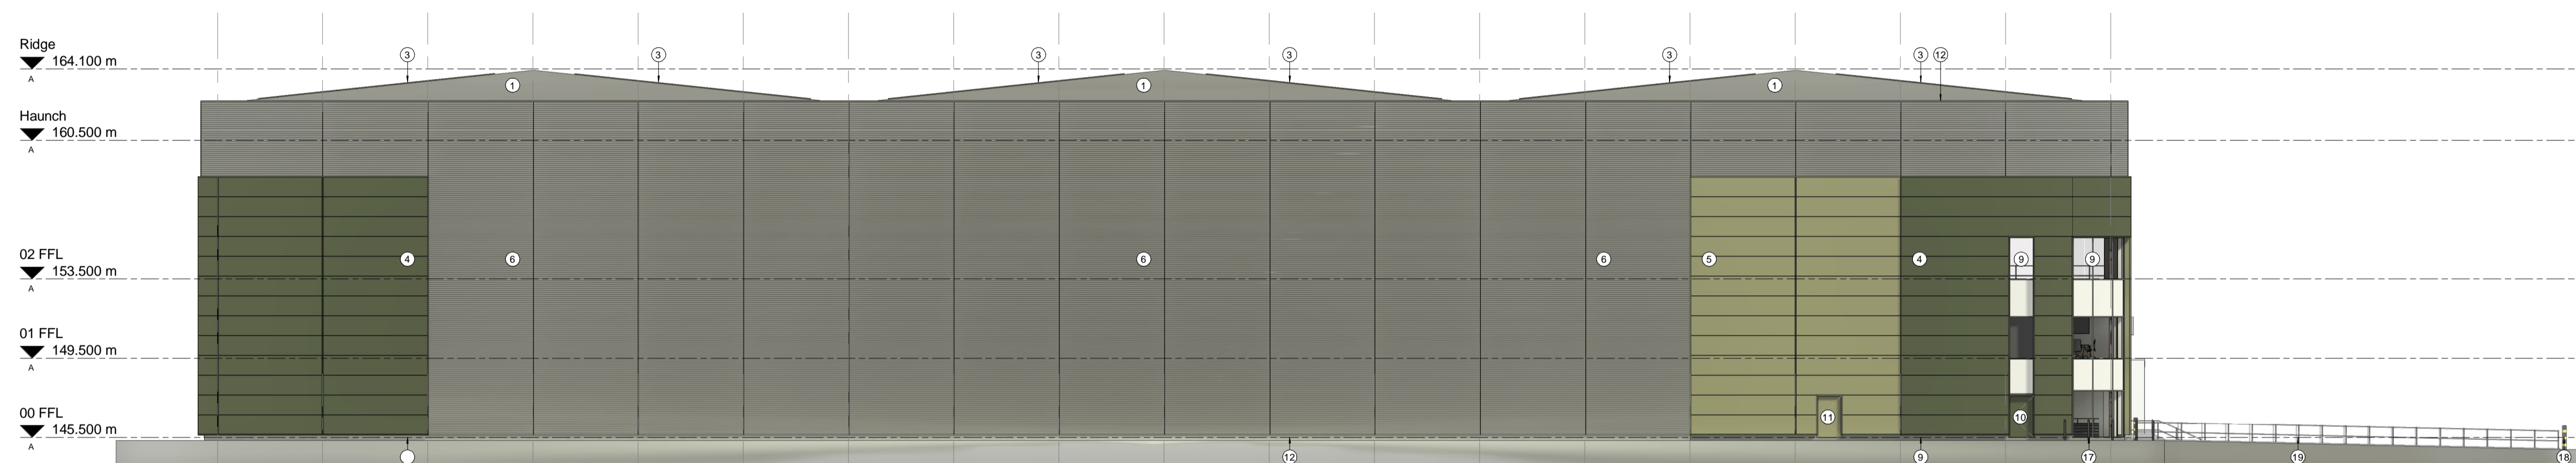 Ridge
164.100 m
A
3 3 3 3 3 3 12
1 1 1
Haunch
160.500 m
A
02 FFL
153.500 m
A
4 6 6 6 5 4 9 9
01 FFL
149.500 m
A
00 FFL
145.500 m
A
11 10
12 9 17 19 18